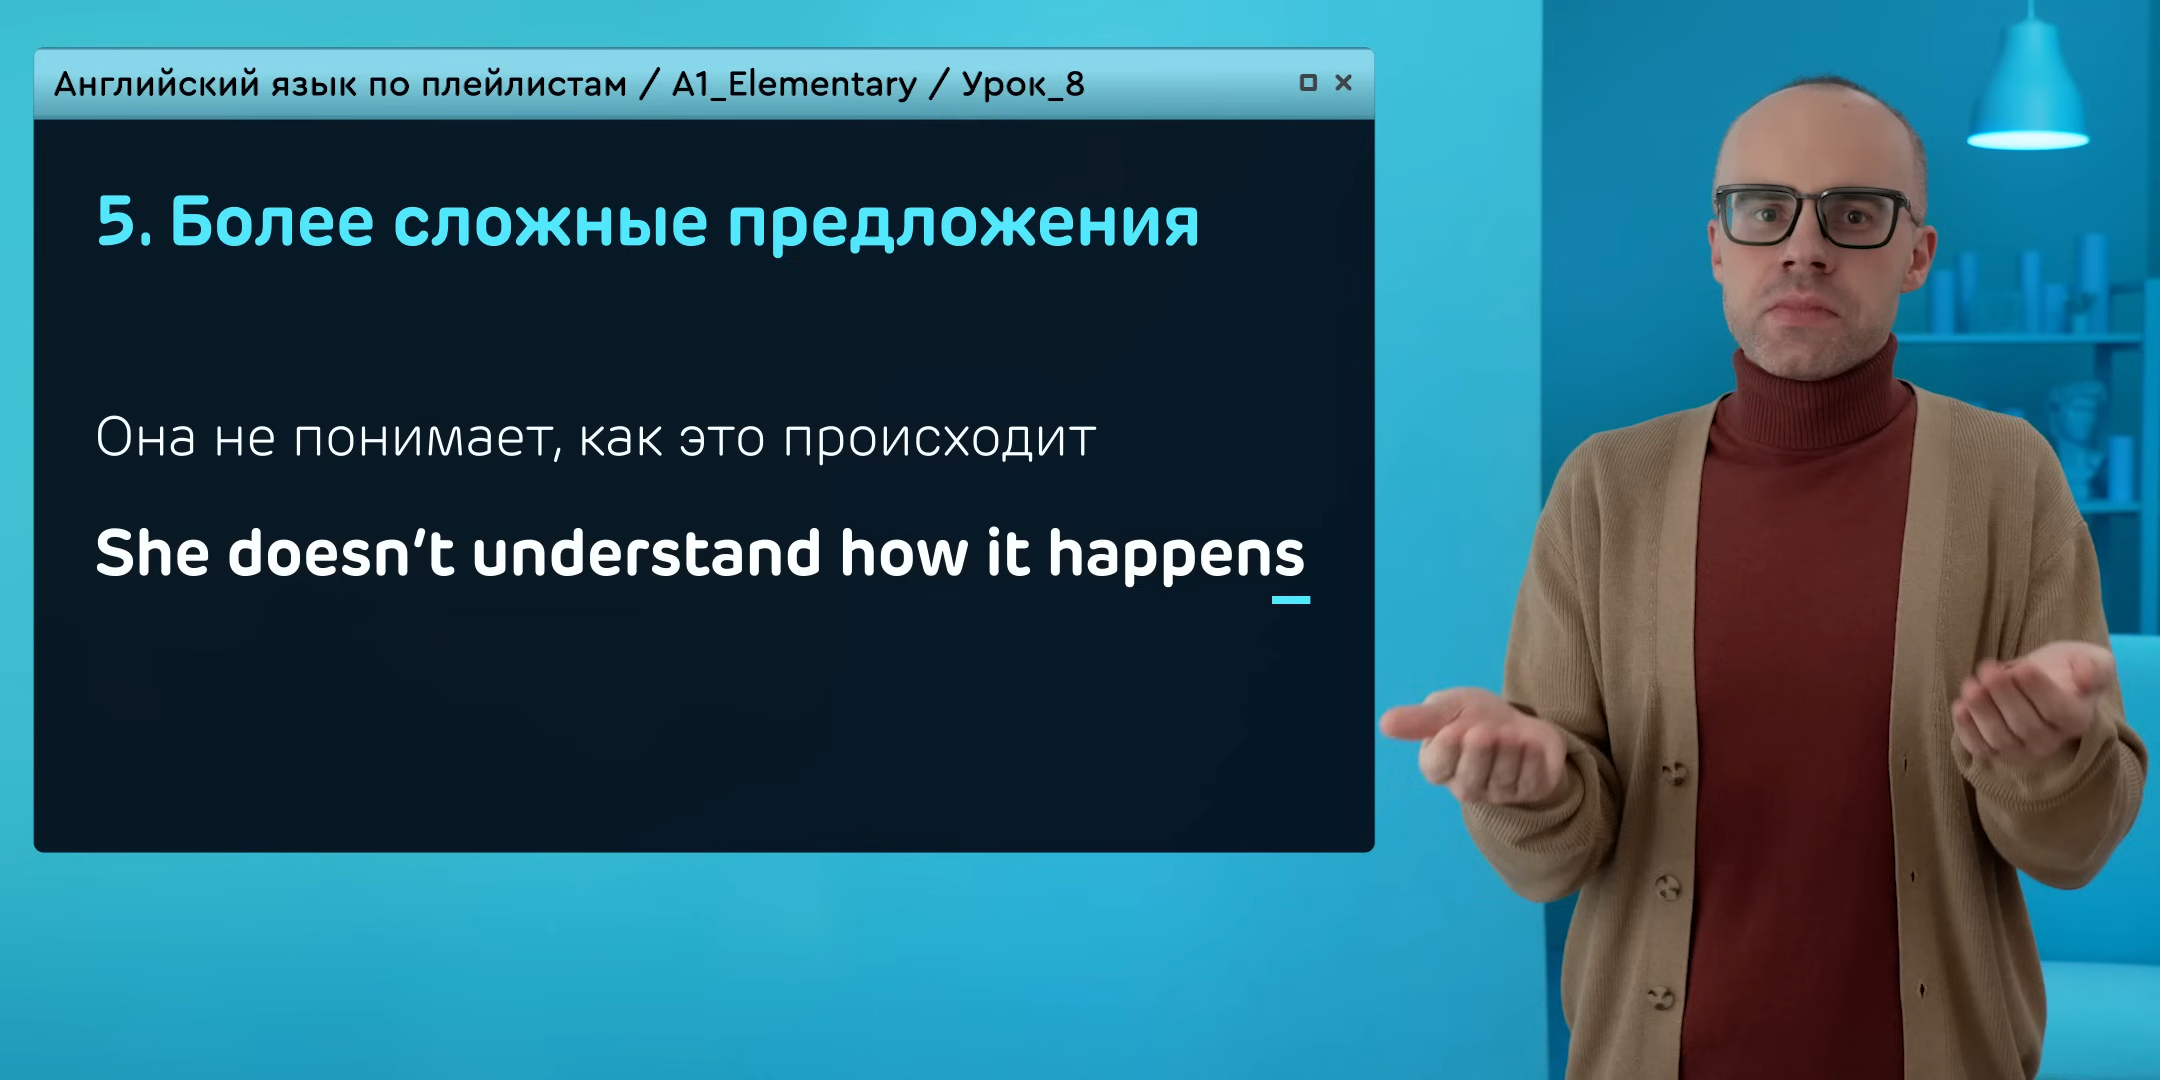 Английский язык по плейлистам / A1_Elementary / Урок_8
5. Более сложные предложения
Она не понимает, как это происходит
She doesn’t understand how it happens